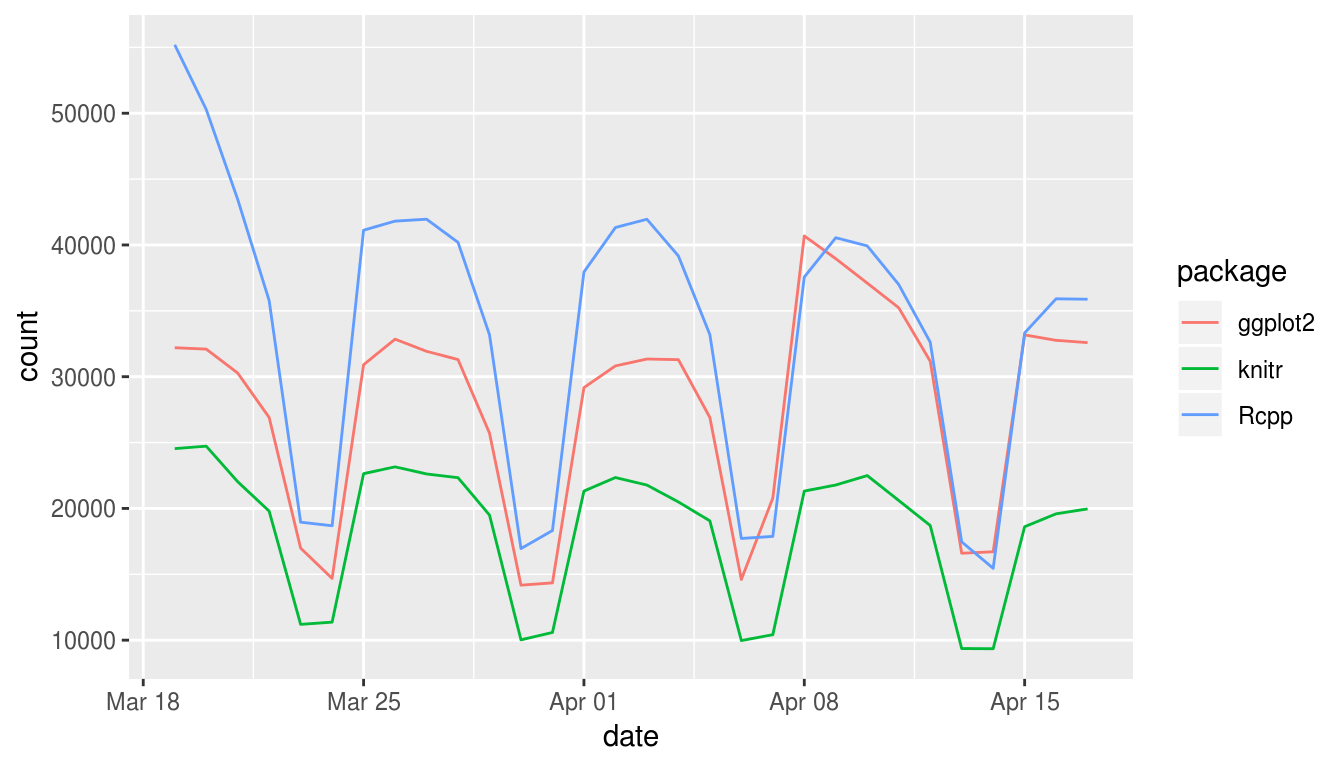 50000
40000
30000
20000
10000
count
Mar 18 Mar 25 Apr 01 Apr 08 Apr 15
date
package
ggplot2
knitr
Rcpp